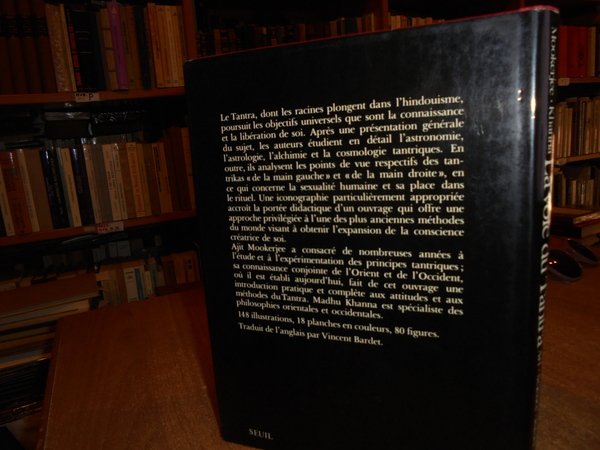 Le Tantra, dont les racines plongent dans l'hindouisme,
poursuit les objectifs universels que sont la connaissance
et la libération de soi. Après une présentation générale
du sujet, les auteurs étudient en détail l'astronomie,
l'astrologie, l'alchimie et la cosmologie tantriques. En
outre, ils analysent les points de vue respectifs des tan-
trikas « de la main gauche » et « de la main droite », en
ce qui concerne la sexualité humaine et sa place dans
le rituel. Une iconographie particulièrement appropriée
accroît la portée didactique d'un ouvrage qui offre une
approche privilégiée à l'une des plus anciennes méthodes
du monde visant à obtenir l'expansion de la conscience
créatrice de soi.
Ajit Mookerjee a consacré de nombreuses années à
l'étude et à l'expérimentation des principes tantriques ;
sa connaissance conjointe de l'Orient et de l'Occident,
où il est établi aujourd'hui, fait de cet ouvrage une
introduction pratique et complète aux attitudes et aux
méthodes du Tantra. Madhu Khanna est spécialiste des
philosophies orientales et occidentales.
148 illustrations, 18 planches en couleurs, 80 figures.
Traduit de l'anglais par Vincent Bardet.
SEUIL
Mookerjee-Khanna La voie du Tantra